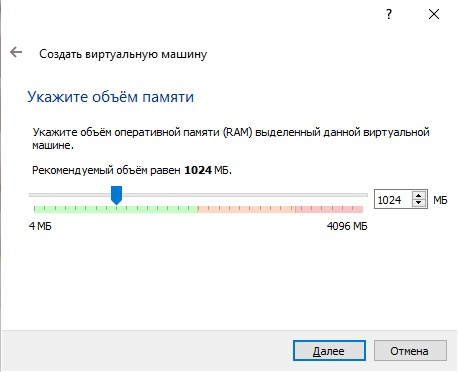 ?
Создать виртуальную машину
Укажите объём памяти
Укажите объём оперативной памяти (RAM) выделенный данной виртуальной
машине.
Рекомендуемый объём равен 1024 МБ.
1024 МБ
4 МБ 4096 МБ
Далее Отмена